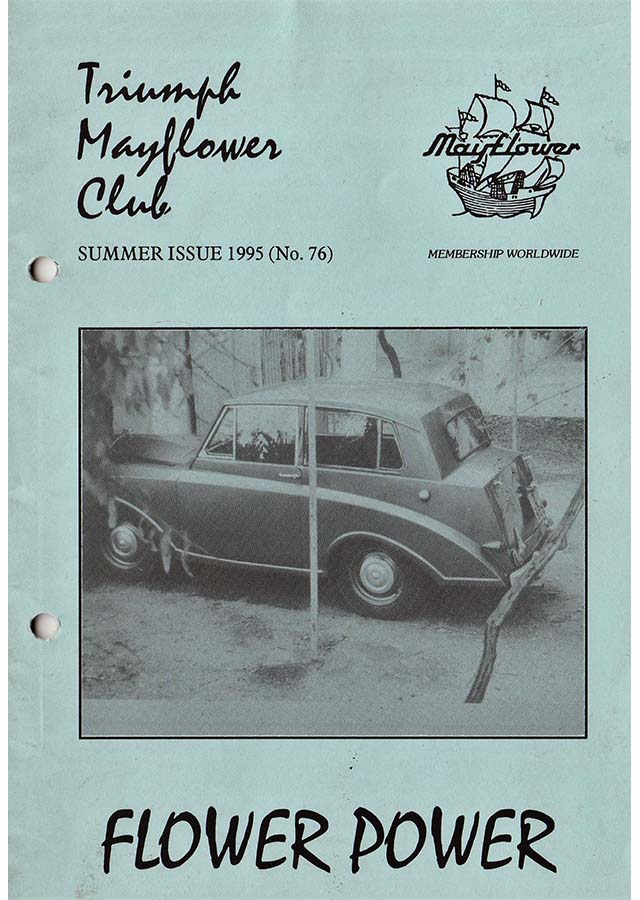 Triumph
Mayflower
Club
Mayflower
SUMMER ISSUE 1995 (No. 76)
MEMBERSHIP WORLDWIDE
FLOWER POWER